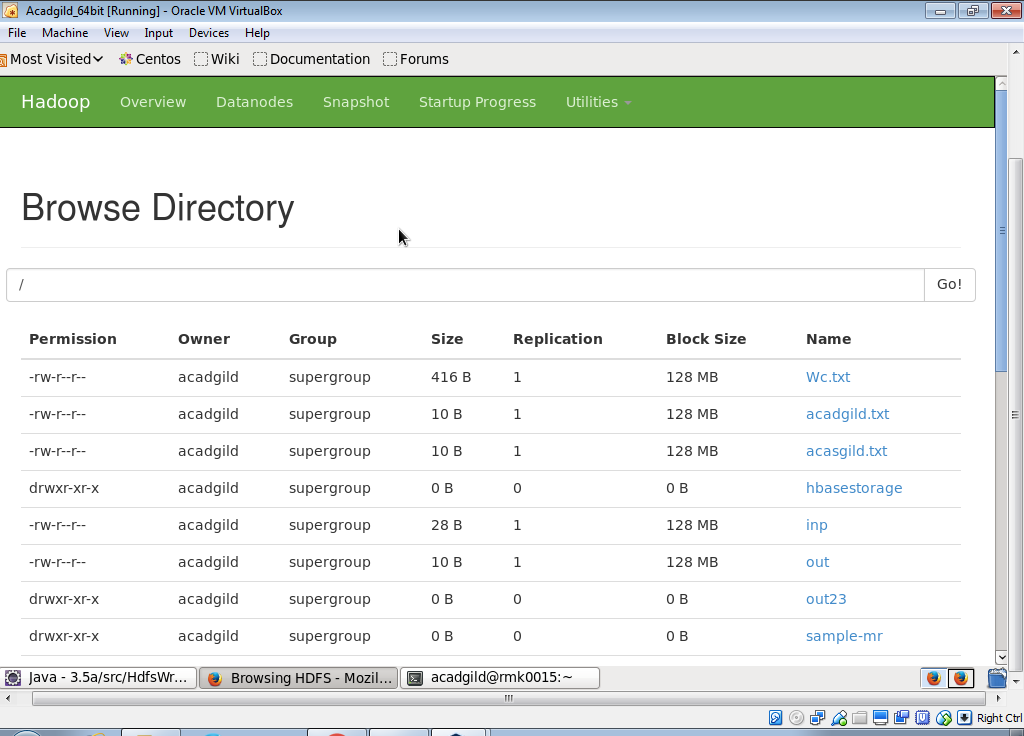 Acadgild_64bit [Running] - Oracle VM VirtualBox
File Machine View Input Devices Help
Most Visited Centos Wiki Documentation Forums
Hadoop Overview Datanodes Snapshot Startup Progress Utilities
Browse Directory
/ Go!
Permission Owner Group Size Replication Block Size Name
-rw-r--r-- acadgild supergroup 416 B 1 128 MB Wc.txt
-rw-r--r-- acadgild supergroup 10 B 1 128 MB acadgild.txt
-rw-r--r-- acadgild supergroup 10 B 1 128 MB acasgild.txt
drwxr-xr-x acadgild supergroup 0 B 0 0 B hbasestorage
-rw-r--r-- acadgild supergroup 28 B 1 128 MB inp
-rw-r--r-- acadgild supergroup 10 B 1 128 MB out
drwxr-xr-x acadgild supergroup 0 B 0 0 B out23
drwxr-xr-x acadgild supergroup 0 B 0 0 B sample-mr
Java - 3.5a/src/HdfsWr... Browsing HDFS - Mozil... acadgild@rmk0015:~
Right Ctrl